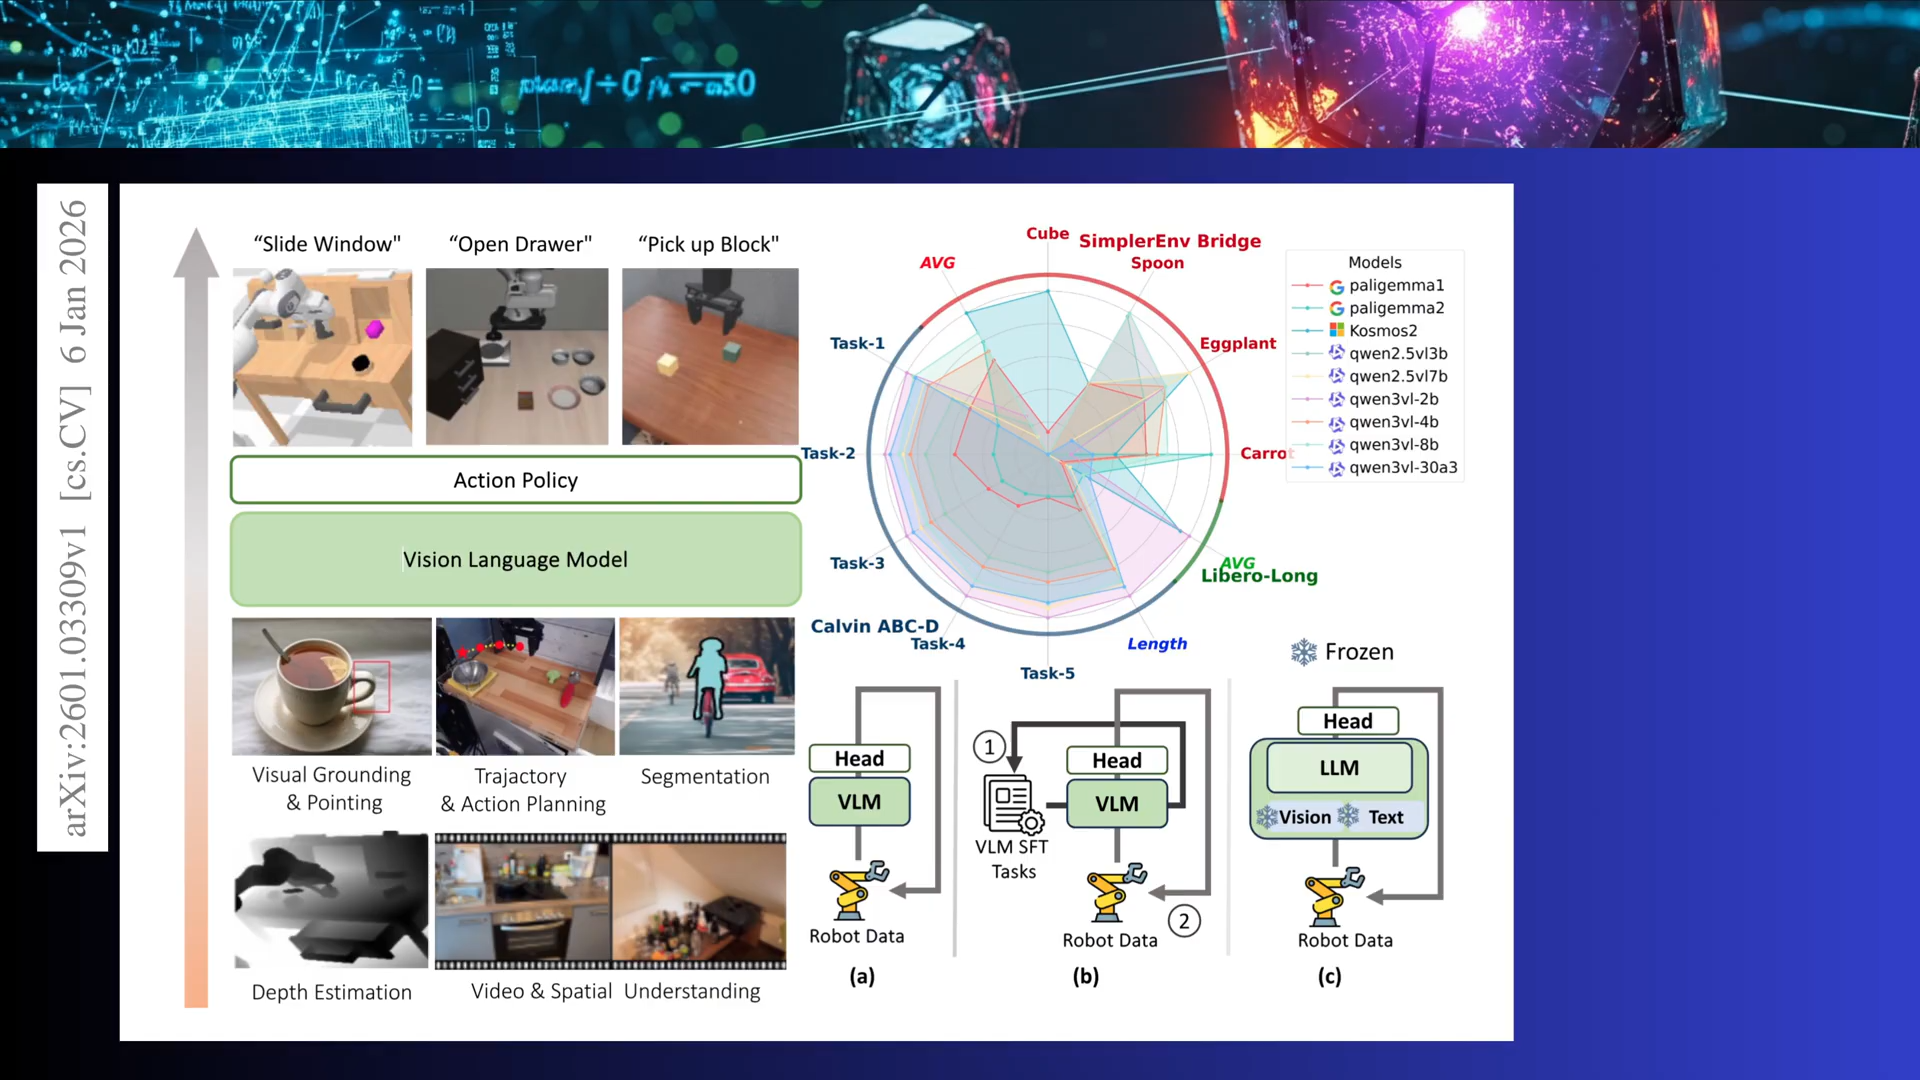 arXiv:2601.03309v1 [cs.CV] 6 Jan 2026
“Slide Window"
“Open Drawer"
“Pick up Block"
Action Policy
Vision Language Model
Visual Grounding
& Pointing
Trajactory
& Action Planning
Segmentation
Depth Estimation
Video & Spatial Understanding
Cube
SimplerEnv Bridge
Spoon
AVG
Eggplant
Task-1
Carrot
Task-2
AVG
Libero-Long
Task-3
Calvin ABC-D
Task-4
Length
Task-5
Models
paligemma1
paligemma2
Kosmos2
qwen2.5vl3b
qwen2.5vl7b
qwen3vl-2b
qwen3vl-4b
qwen3vl-8b
qwen3vl-30a3
Frozen
Head
VLM
Robot Data
(a)
1
Head
VLM
VLM SFT
Tasks
2
Robot Data
(b)
Head
LLM
Vision
Text
Robot Data
(c)